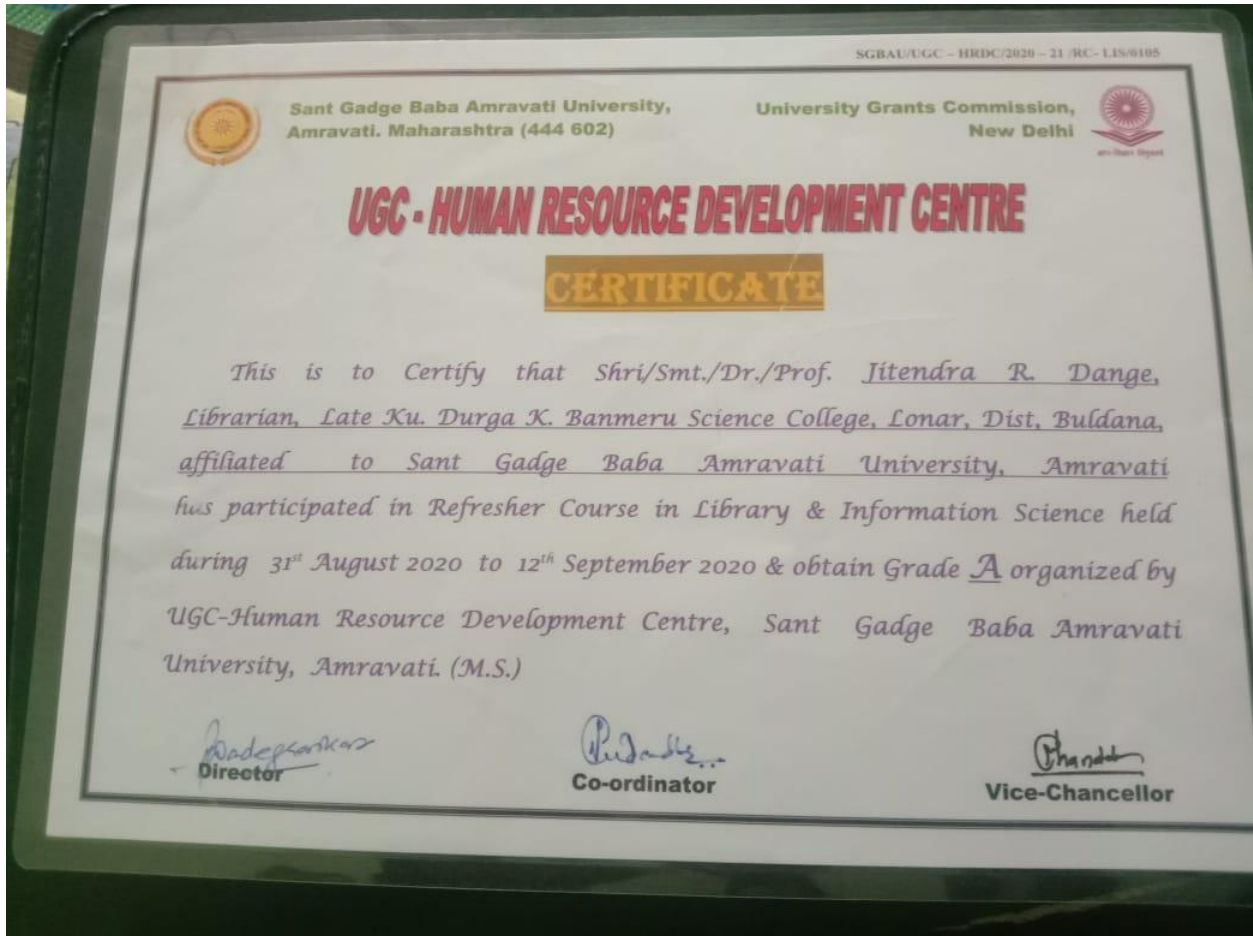 SGBAU/UGC – HRDC/2020 – 21 /RC- LIS/0105
Sant Gadge Baba Amravati University,
Amravati. Maharashtra (444 602)
University Grants Commission,
New Delhi
UGC - HUMAN RESOURCE DEVELOPMENT CENTRE
CERTIFICATE
This is to Certify that Shri/Smt./Dr./Prof. Jitendra R. Dange,
Librarian, Late Ku. Durga K. Banmeru Science College, Lonar, Dist, Buldana,
affiliated to Sant Gadge Baba Amravati University, Amravati
has participated in Refresher Course in Library & Information Science held
during 31st August 2020 to 12th September 2020 & obtain Grade A organized by
UGC-Human Resource Development Centre, Sant Gadge Baba Amravati
University, Amravati. (M.S.)
Director
Co-ordinator
Vice-Chancellor